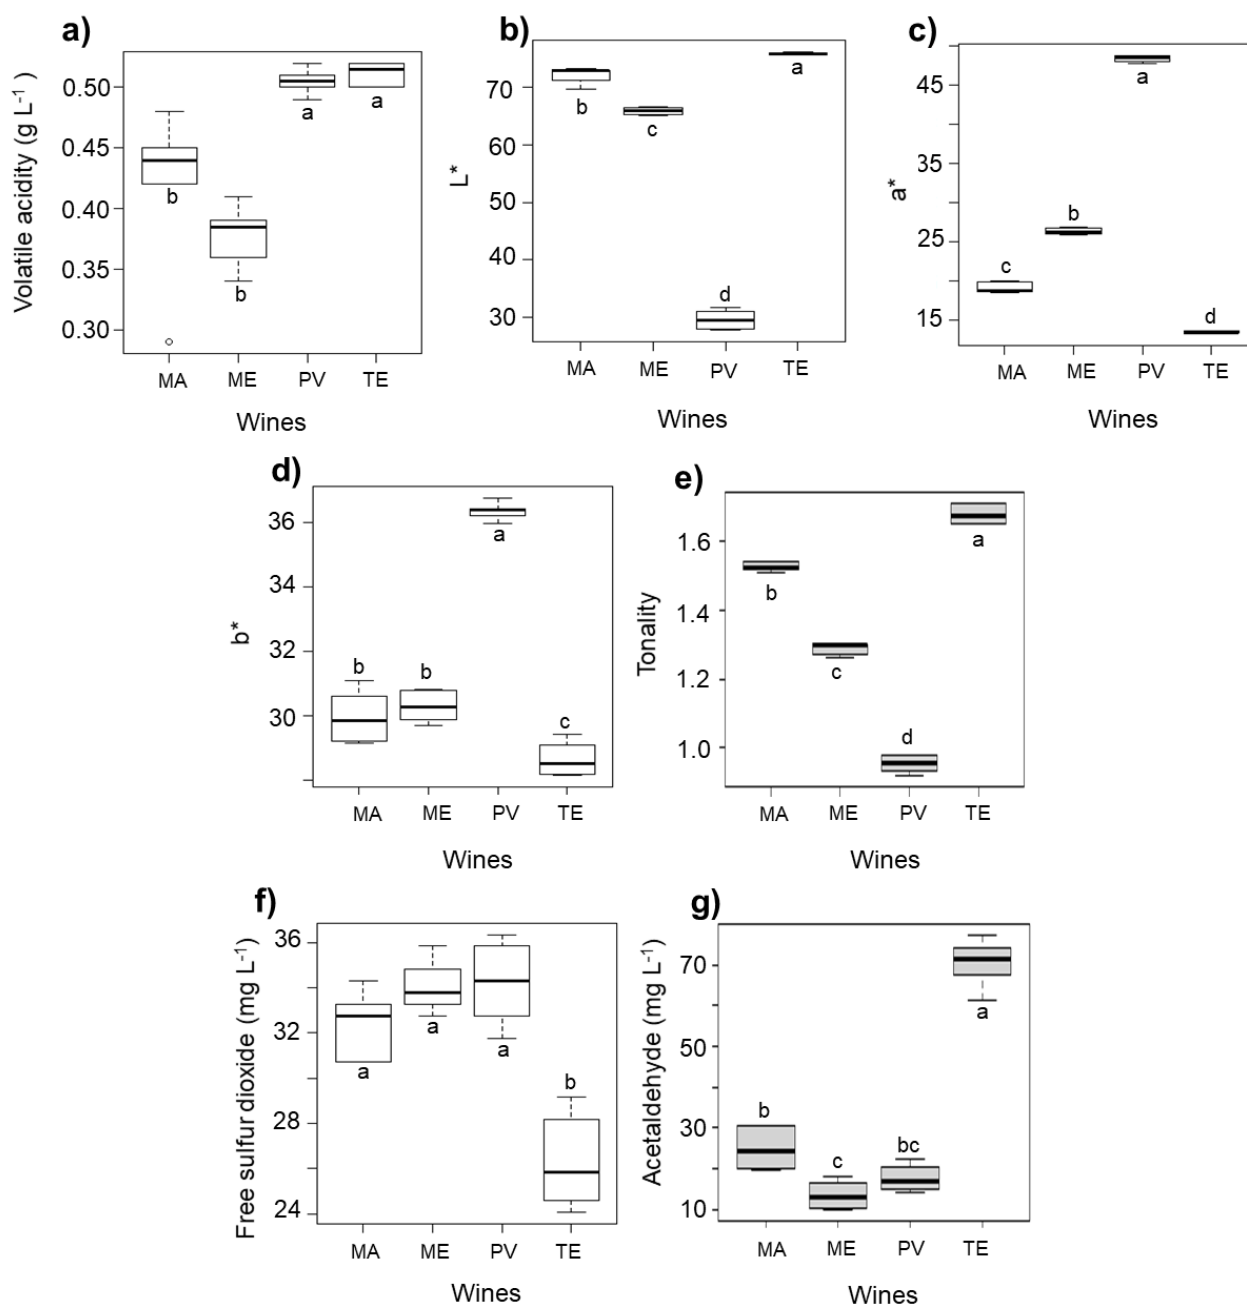 a)
Volatile acidity (g L-1 )
0.50
0.45
0.40
0.35
0.30
b
b
a
a
MA ME PV TE
Wines
b)
L*
70
60
50
40
30
b
c
d
a
MA ME PV TE
Wines
c)
a*
45
35
25
15
c
b
a
d
MA ME PV TE
Wines
d)
b*
36
34
32
30
b
b
a
c
MA ME PV TE
Wines
e)
Tonality
1.6
1.4
1.2
1.0
b
c
d
a
MA ME PV TE
Wines
f)
Free sulfur dioxide (mg L-1)
36
32
28
24
a
a
a
b
MA ME PV TE
Wines
g)
Acetaldehyde (mg L-1)
70
50
30
10
b
c
bc
a
MA ME PV TE
Wines